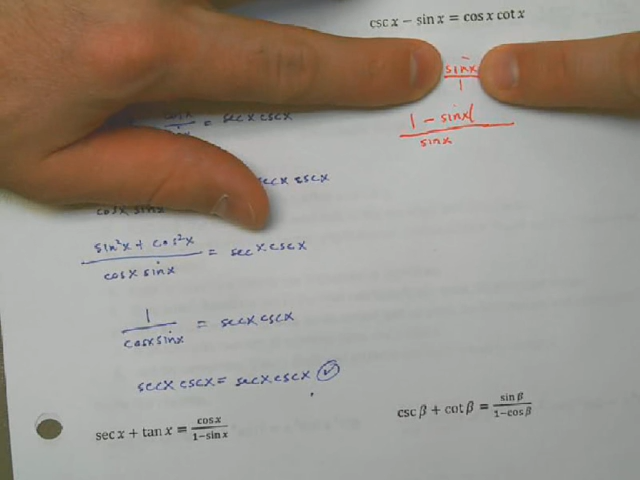 csc x − sin x = cos x cot x
sin x
1
= sec x csc x
1 − sin x(
sin x
sec x csc x
cos x sin x
sin²x + cos²x
cos x sin x
= sec x csc x
1
cos x sin x
= sec x csc x
sec x csc x = sec x csc x
sec x + tan x = cos x / 1−sin x
csc β + cot β = sin β / 1−cos β